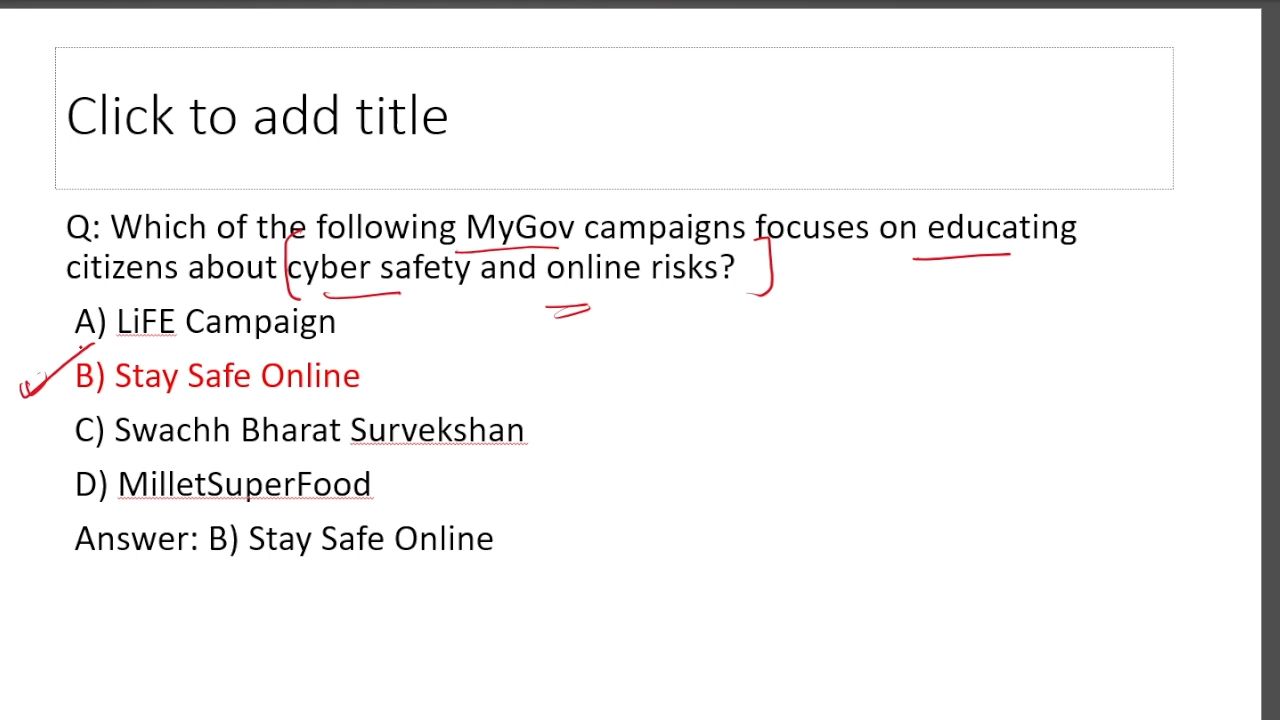 Click to add title
Q: Which of the following MyGov campaigns focuses on educating
citizens about cyber safety and online risks?
A) LiFE Campaign
B) Stay Safe Online
C) Swachh Bharat Survekshan
D) MilletSuperFood
Answer: B) Stay Safe Online